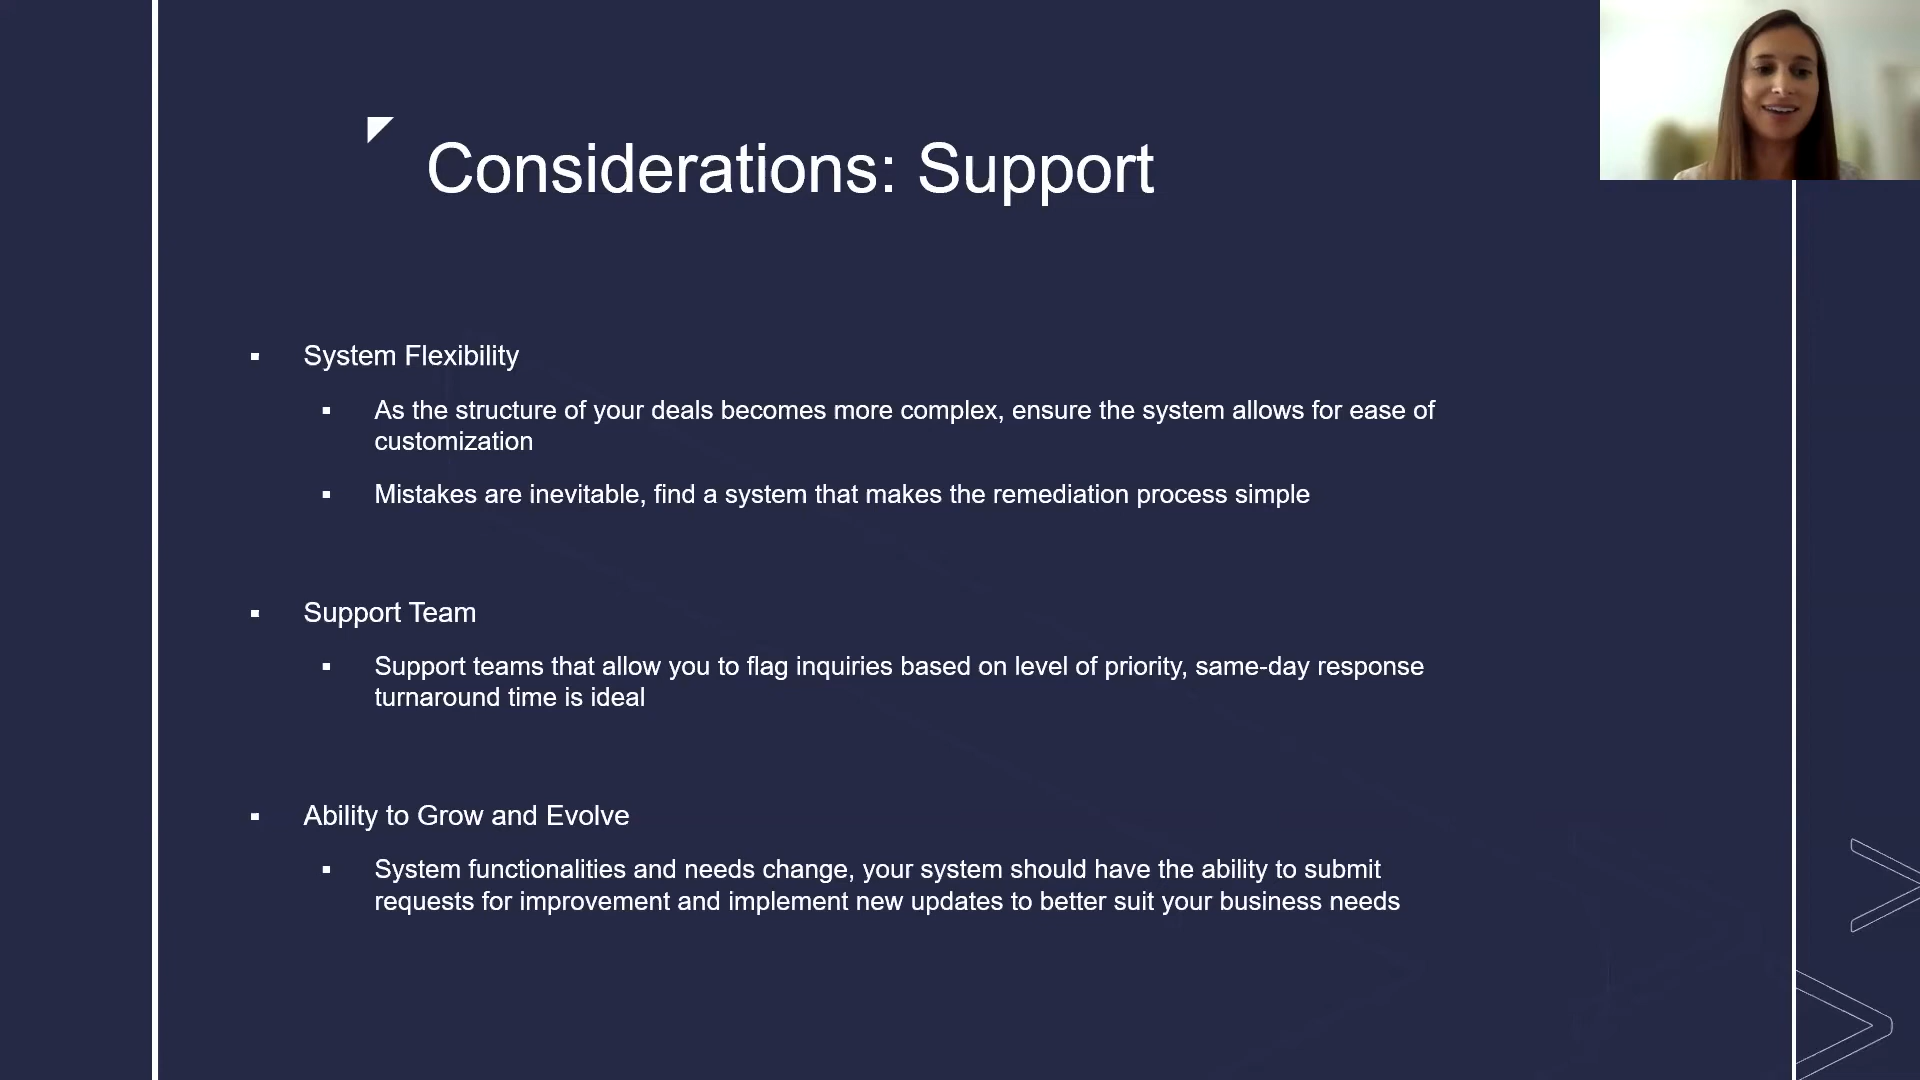 Considerations: Support
▪ System Flexibility
▪ As the structure of your deals becomes more complex, ensure the system allows for ease of
customization
▪ Mistakes are inevitable, find a system that makes the remediation process simple
▪ Support Team
▪ Support teams that allow you to flag inquiries based on level of priority, same-day response
turnaround time is ideal
▪ Ability to Grow and Evolve
▪ System functionalities and needs change, your system should have the ability to submit
requests for improvement and implement new updates to better suit your business needs